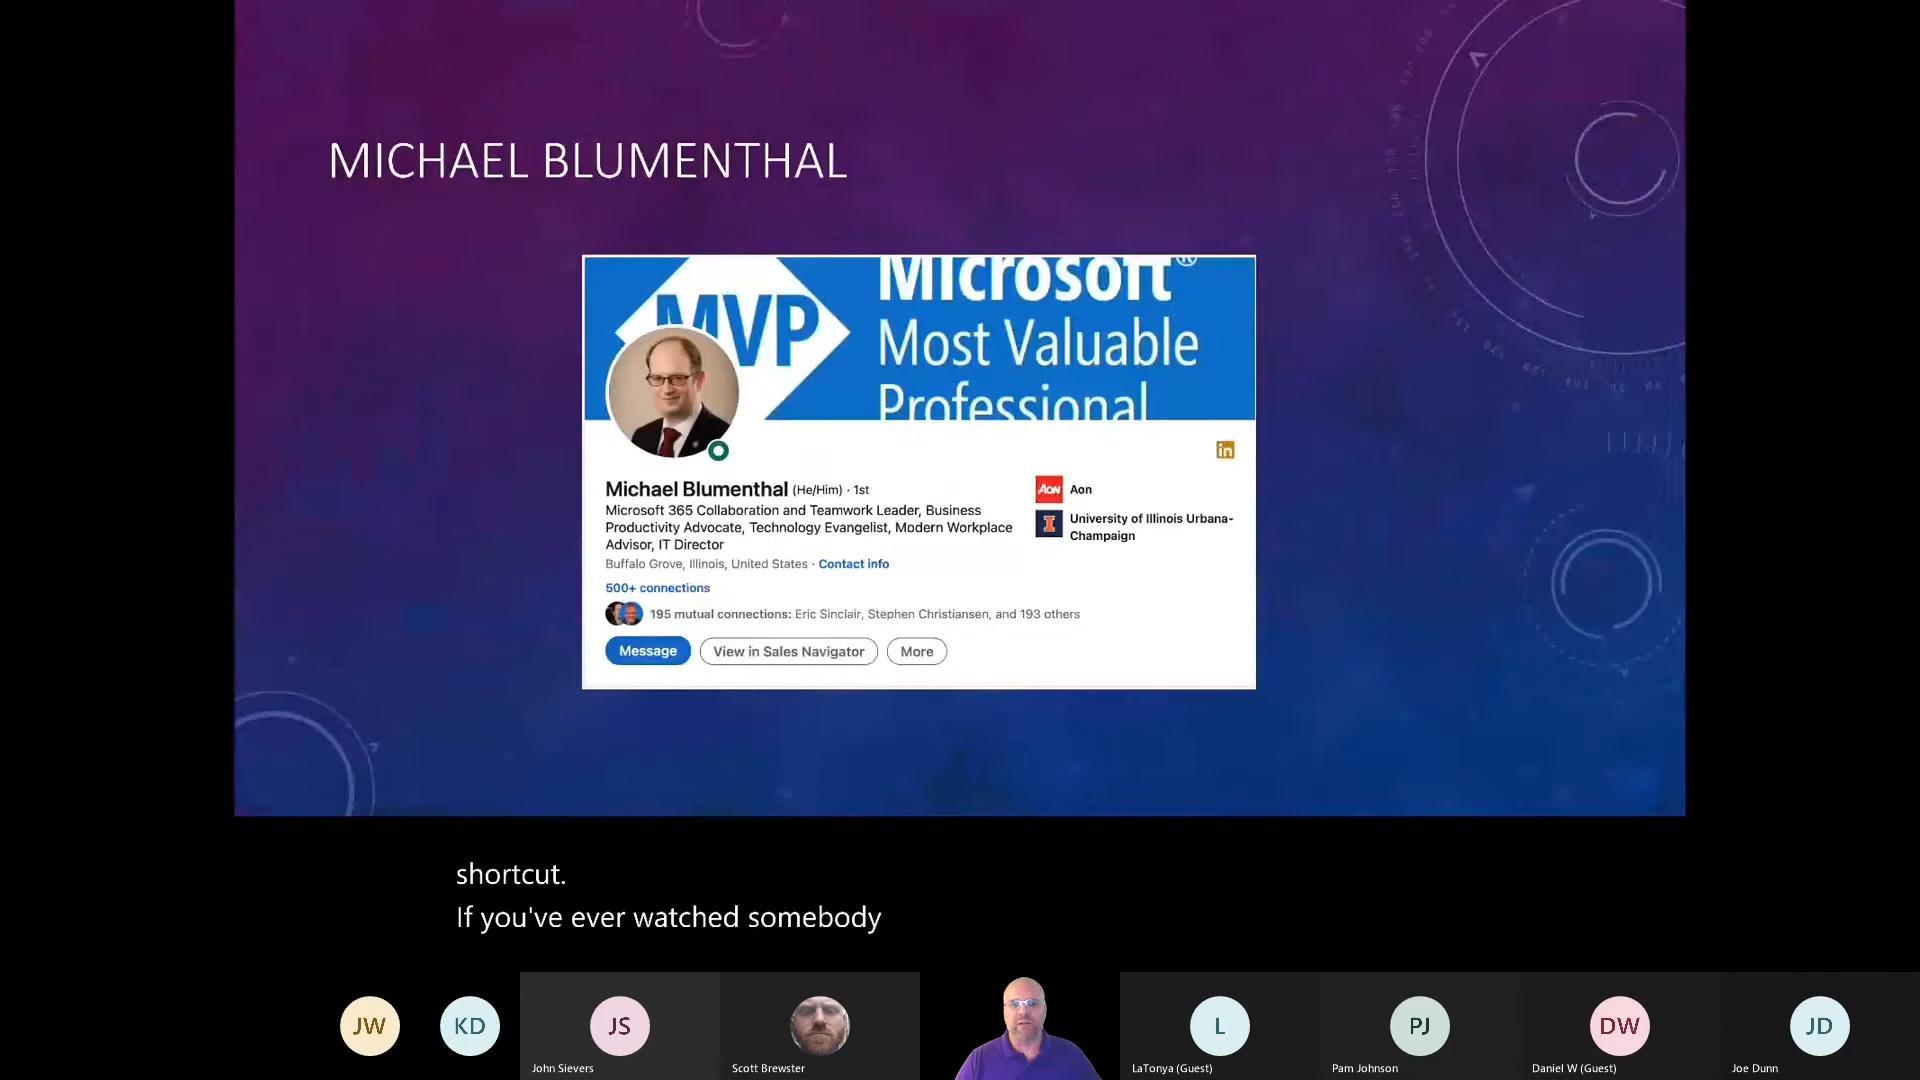 MICHAEL BLUMENTHAL
MVP
Microsoft®
Most Valuable
Professional
in
Michael Blumenthal (He/Him) · 1st
Microsoft 365 Collaboration and Teamwork Leader, Business
Productivity Advocate, Technology Evangelist, Modern Workplace
Advisor, IT Director
Buffalo Grove, Illinois, United States · Contact info
500+ connections
195 mutual connections: Eric Sinclair, Stephen Christiansen, and 193 others
Message
View in Sales Navigator
More
AON
Aon
I
University of Illinois Urbana-
Champaign
shortcut.
If you've ever watched somebody
JW
KD
JS
John Sievers
Scott Brewster
L
LaTonya (Guest)
PJ
Pam Johnson
DW
Daniel W (Guest)
JD
Joe Dunn